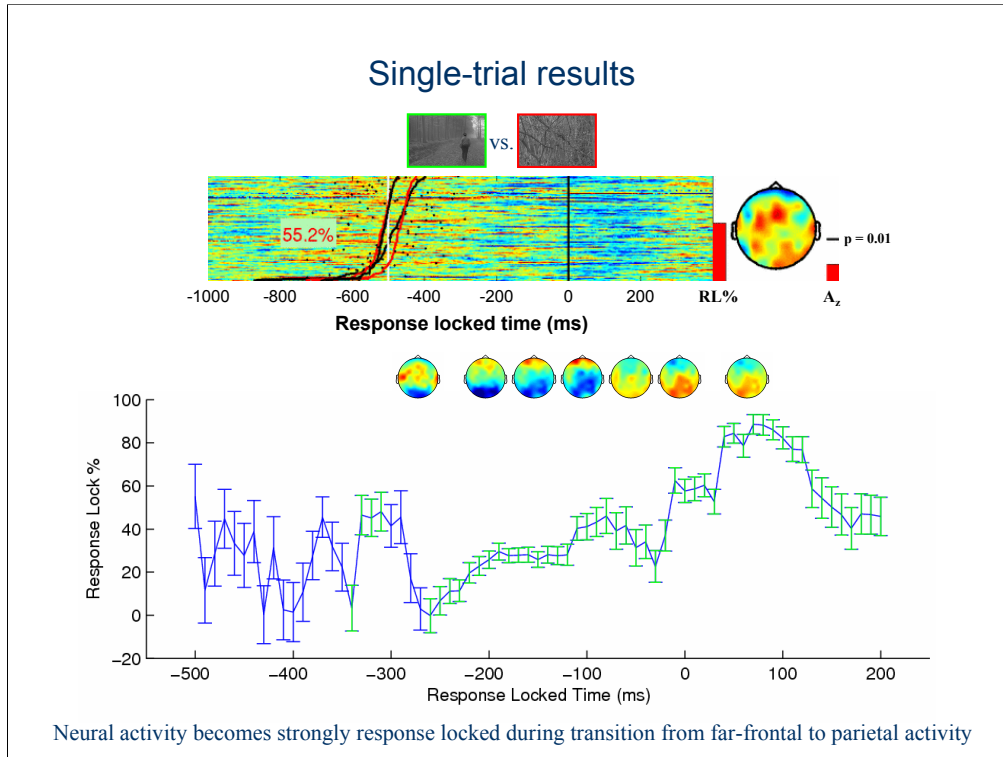 Single-trial results
vs.
55.2%
p = 0.01
-1000 -800 -600 -400 -200 0 200 RL% Az
Response locked time (ms)
100
80
60
40
20
0
−20
Response Lock %
−500 −400 −300 −200 −100 0 100 200
Response Locked Time (ms)
Neural activity becomes strongly response locked during transition from far-frontal to parietal activity